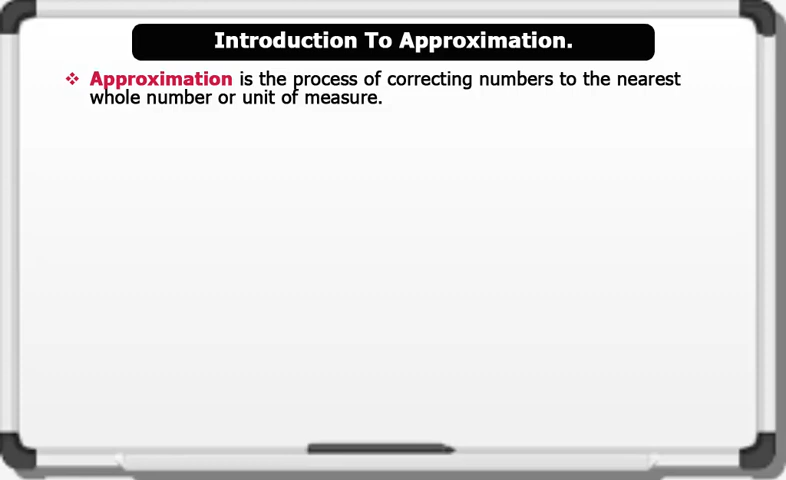 Introduction To Approximation.
❖ Approximation is the process of correcting numbers to the nearest
whole number or unit of measure.